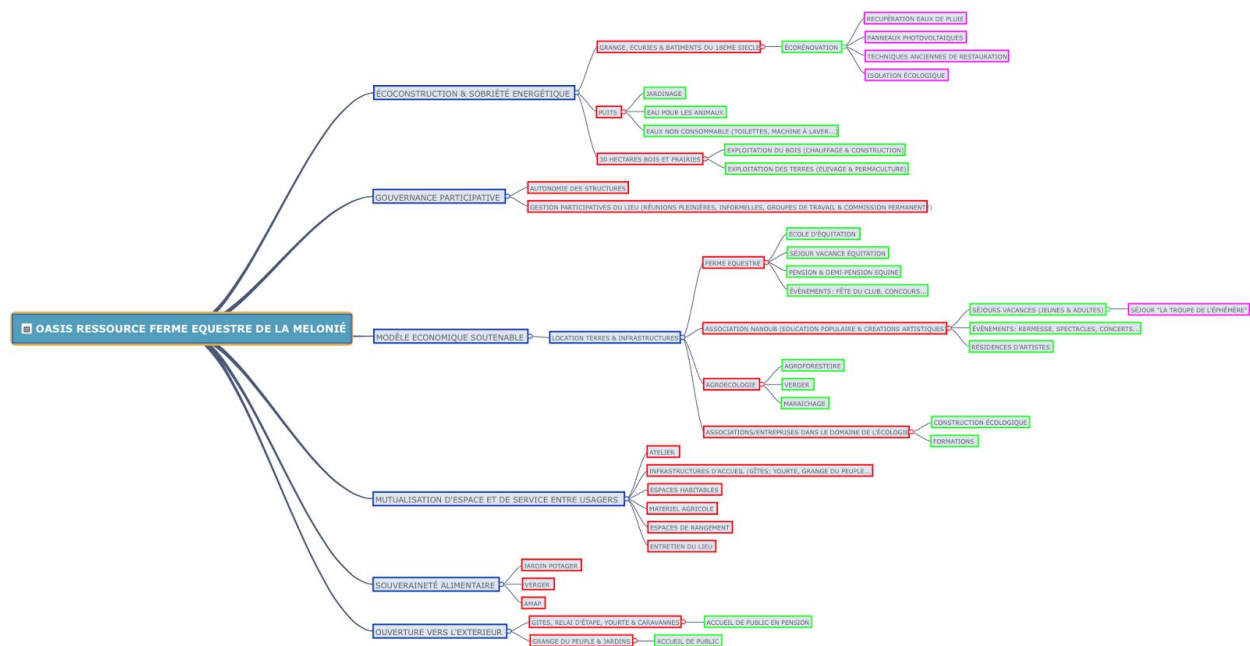 OASIS RESSOURCE FERME EQUESTRE DE LA MELONIÉ
ÉCOCONSTRUCTION & SOBRIÉTÉ ENERGÉTIQUE
GRANGE, ECURIES & BATIMENTS DU 18EME SIECLE
ÉCORÉNOVATION
RECUPÉRATION EAUX DE PLUIE
PANNEAUX PHOTOVOLTAIQUES
TECHNIQUES ANCIENNES DE RESTAURATION
ISOLATION ÉCOLOGIQUE
PUITS
JARDINAGE
EAU POUR LES ANIMAUX
EAUX NON CONSOMMABLE (TOILETTES, MACHINE À LAVER...)
30 HECTARES BOIS ET PRAIRIES
EXPLOITATION DU BOIS (CHAUFFAGE & CONSTRUCTION)
EXPLOITATION DES TERRES (ELEVAGE & PERMACULTURE)
GOUVERNANCE PARTICIPATIVE
AUTONOMIE DES STRUCTURES
GESTION PARTICIPATIVES DU LIEU (RÉUNIONS PLEINIÈRES, INFORMELLES, GROUPES DE TRAVAIL & COMMISSION PERMANENTE)
MODÈLE ECONOMIQUE SOUTENABLE
LOCATION TERRES & INFRASTRUCTURES
FERME EQUESTRE
ECOLE D'ÉQUITATION
SÉJOUR VACANCE ÉQUITATION
PENSION & DEMI-PENSION EQUINE
ÉVÈNEMENTS: FÊTE DU CLUB, CONCOURS...
ASSOCIATION NANOUB (EDUCATION POPULAIRE & CREATIONS ARTISTIQUES)
SÉJOURS VACANCES (JEUNES & ADULTES)
SÉJOUR "LA TROUPE DE L'ÉPHÉMÈRE"
ÉVÈNEMENTS: KERMESSE, SPECTACLES, CONCERTS...
RÉSIDENCES D'ARTISTES
AGROECOLOGIE
AGROFORESTEIRE
VERGER
MARAICHAGE
ASSOCIATIONS/ENTREPRISES DANS LE DOMAINE DE L'ÉCOLOGIE
CONSTRUCTION ÉCOLOGIQUE
FORMATIONS
MUTUALISATION D'ESPACE ET DE SERVICE ENTRE USAGERS
ATELIER
INFRASTRUCTURES D'ACCUEIL (GÎTES; YOURTE, GRANGE DU PEUPLE...
ESPACES HABITABLES
MATERIEL AGRICOLE
ESPACES DE RANGEMENT
ENTRETIEN DU LIEU
SOUVERAINETÉ ALIMENTAIRE
JARDIN POTAGER
VERGER
AMAP
OUVERTURE VERS L'EXTERIEUR
GITES, RELAI D'ÉTAPE, YOURTE & CARAVANNES
ACCUEIL DE PUBLIC EN PENSION
GRANGE DU PEUPLE & JARDINS
ACCUEIL DE PUBLIC